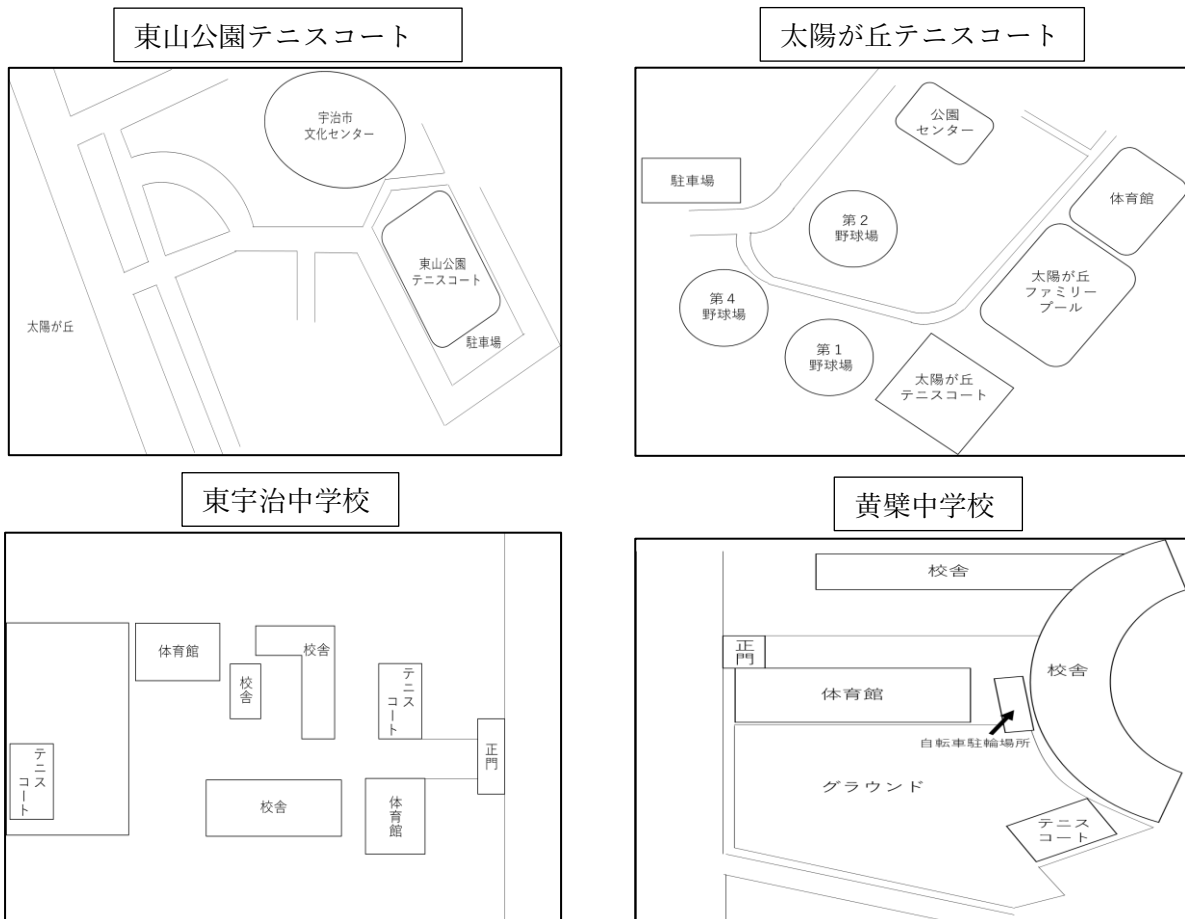 東山公園テニスコート
宇治市
文化センター
東山公園
テニスコート
太陽が丘
駐車場
太陽が丘テニスコート
公園
センター
駐車場
体育館
第2
野球場
太陽が丘
ファミリー
プール
第4
野球場
第1
野球場
太陽が丘
テニスコート
東宇治中学校
体育館
校舎
校舎
テニス
コート
正門
テニス
コート
校舎
体育館
黄檗中学校
校舎
正門
校舎
体育館
自転車駐輪場所
グラウンド
テニス
コート